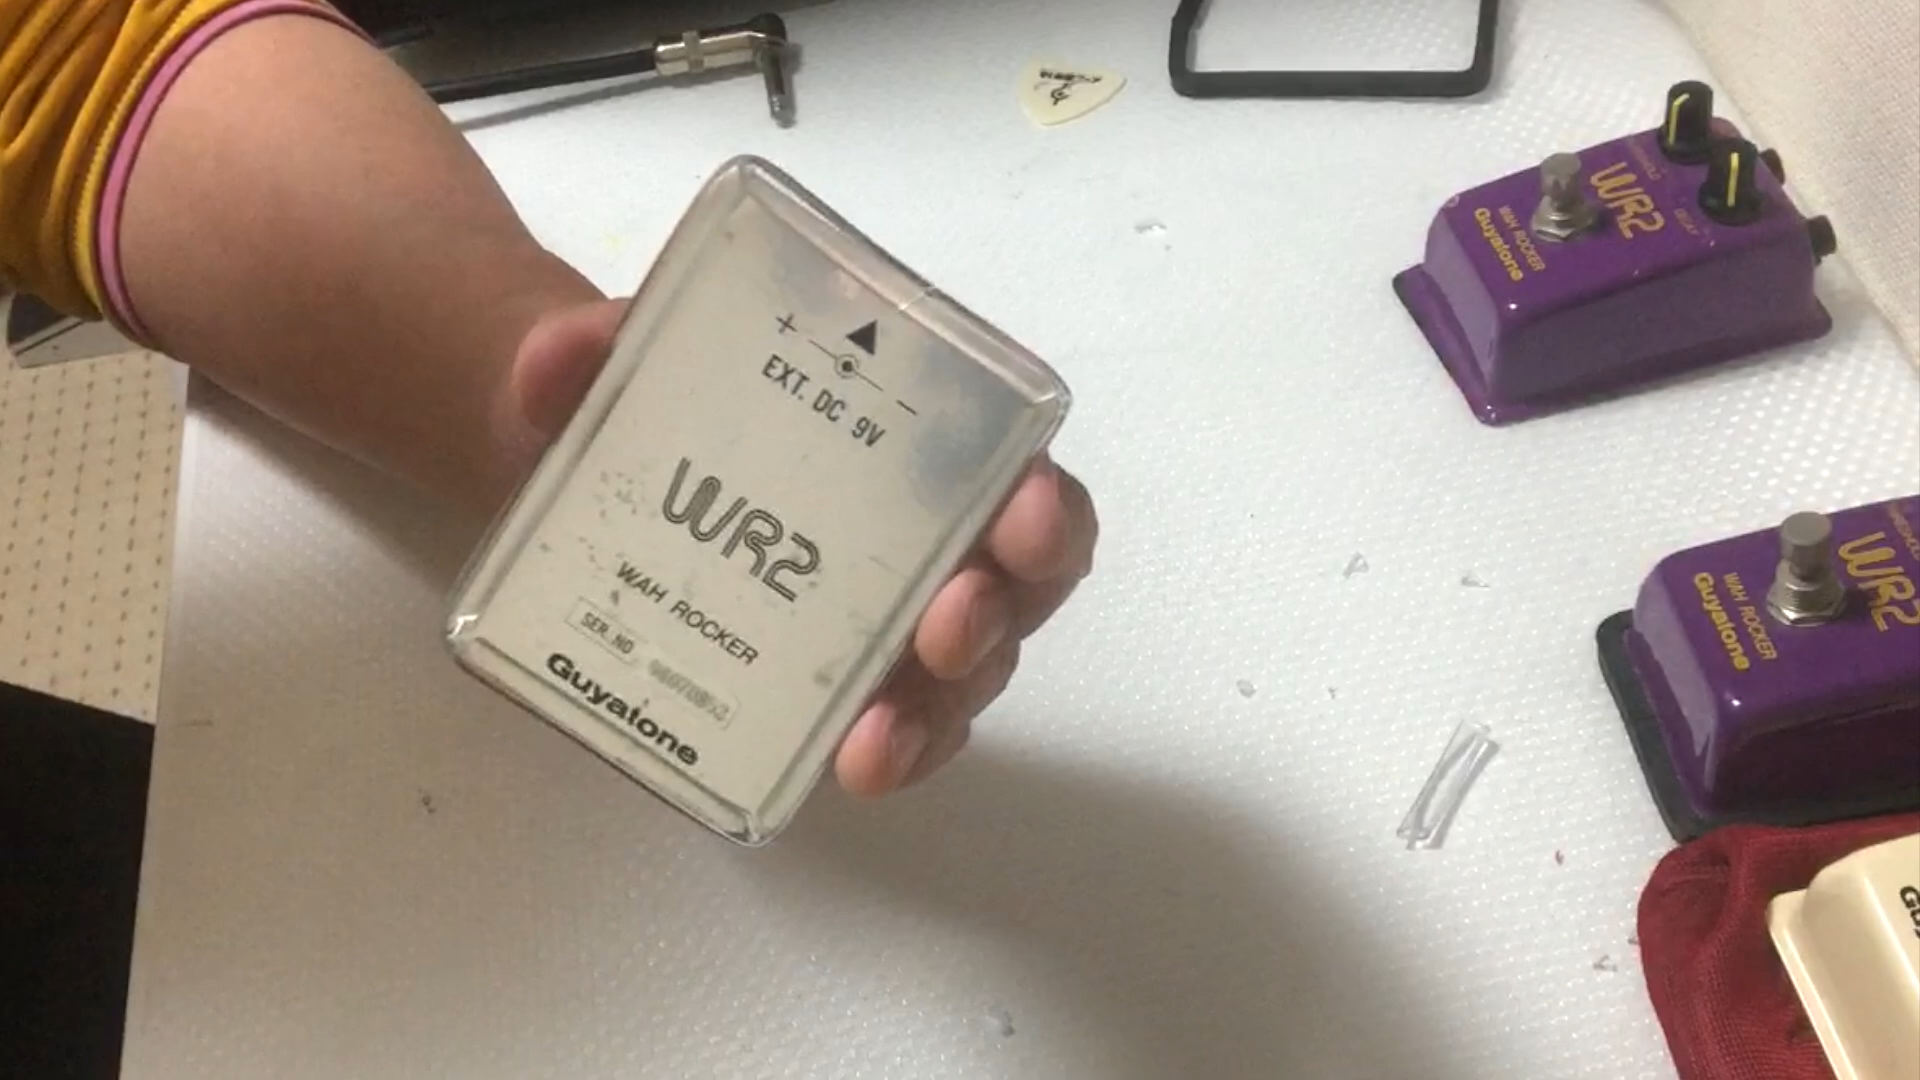 +
−
EXT. DC 9V
WR2
WAH ROCKER
SER. NO
Guyatone
WR2
WAH ROCKER
Guyatone
WR2
WAH ROCKER
Guyatone